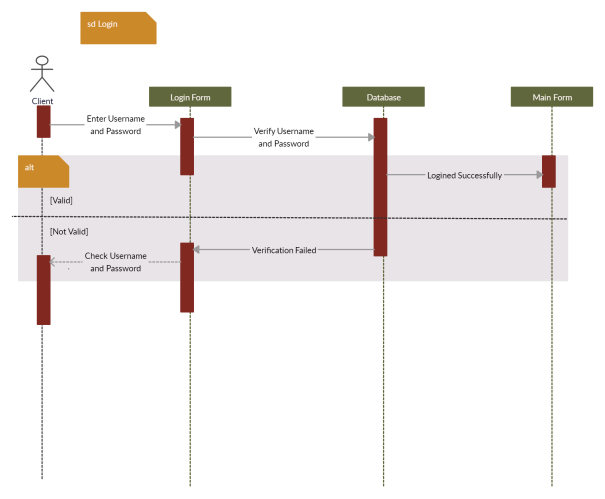 sd Login
Client
Login Form
Database
Main Form
Enter Username
and Password
Verify Username
and Password
alt
Logined Successfully
[Valid]
[Not Valid]
Verification Failed
Check Username
and Password